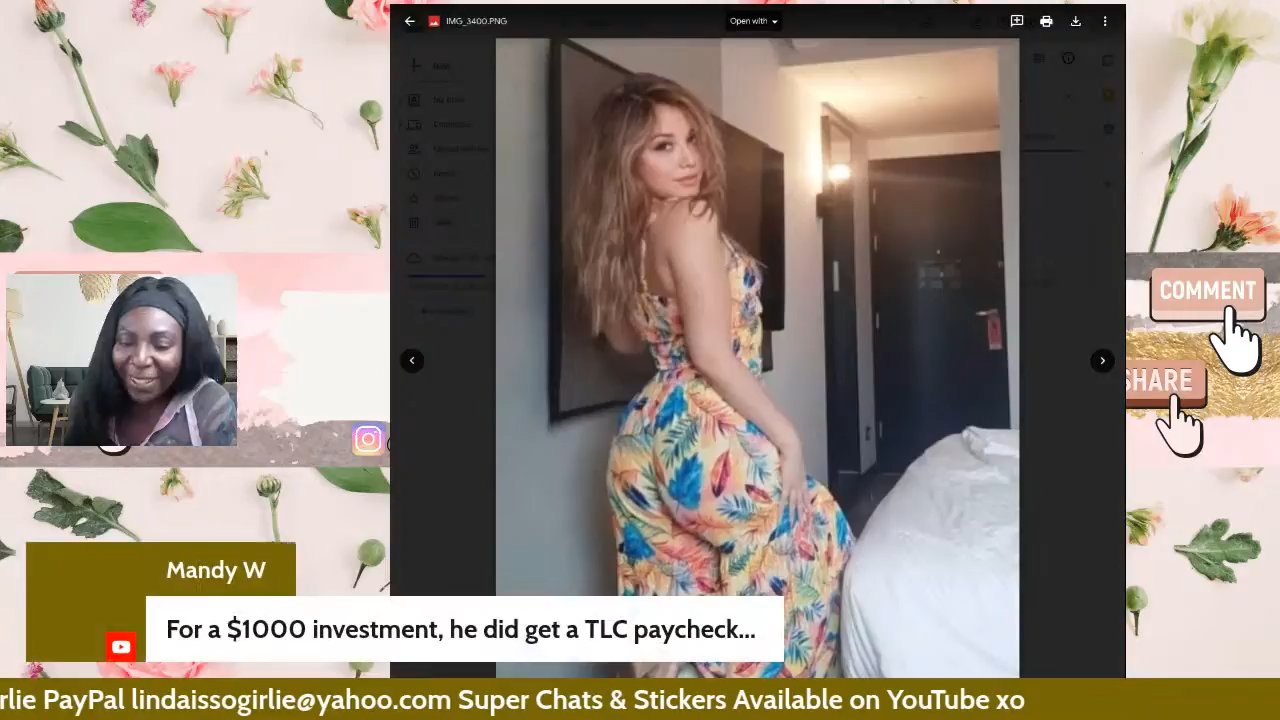 IMG_3400.PNG
Open with
COMMENT
SHARE
Mandy W
For a $1000 investment, he did get a TLC paycheck...
rlie PayPal lindaissogirlie@yahoo.com Super Chats & Stickers Available on YouTube xo